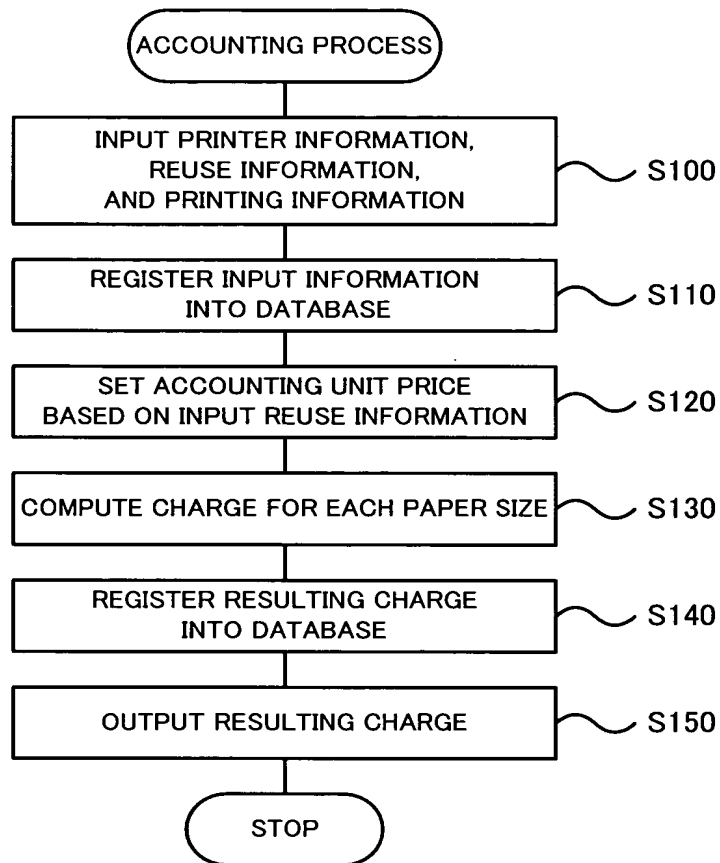 ACCOUNTING PROCESS
INPUT PRINTER INFORMATION,
REUSE INFORMATION,
AND PRINTING INFORMATION
S100
REGISTER INPUT INFORMATION
INTO DATABASE
S110
SET ACCOUNTING UNIT PRICE
BASED ON INPUT REUSE INFORMATION
S120
COMPUTE CHARGE FOR EACH PAPER SIZE
S130
REGISTER RESULTING CHARGE
INTO DATABASE
S140
OUTPUT RESULTING CHARGE
S150
STOP